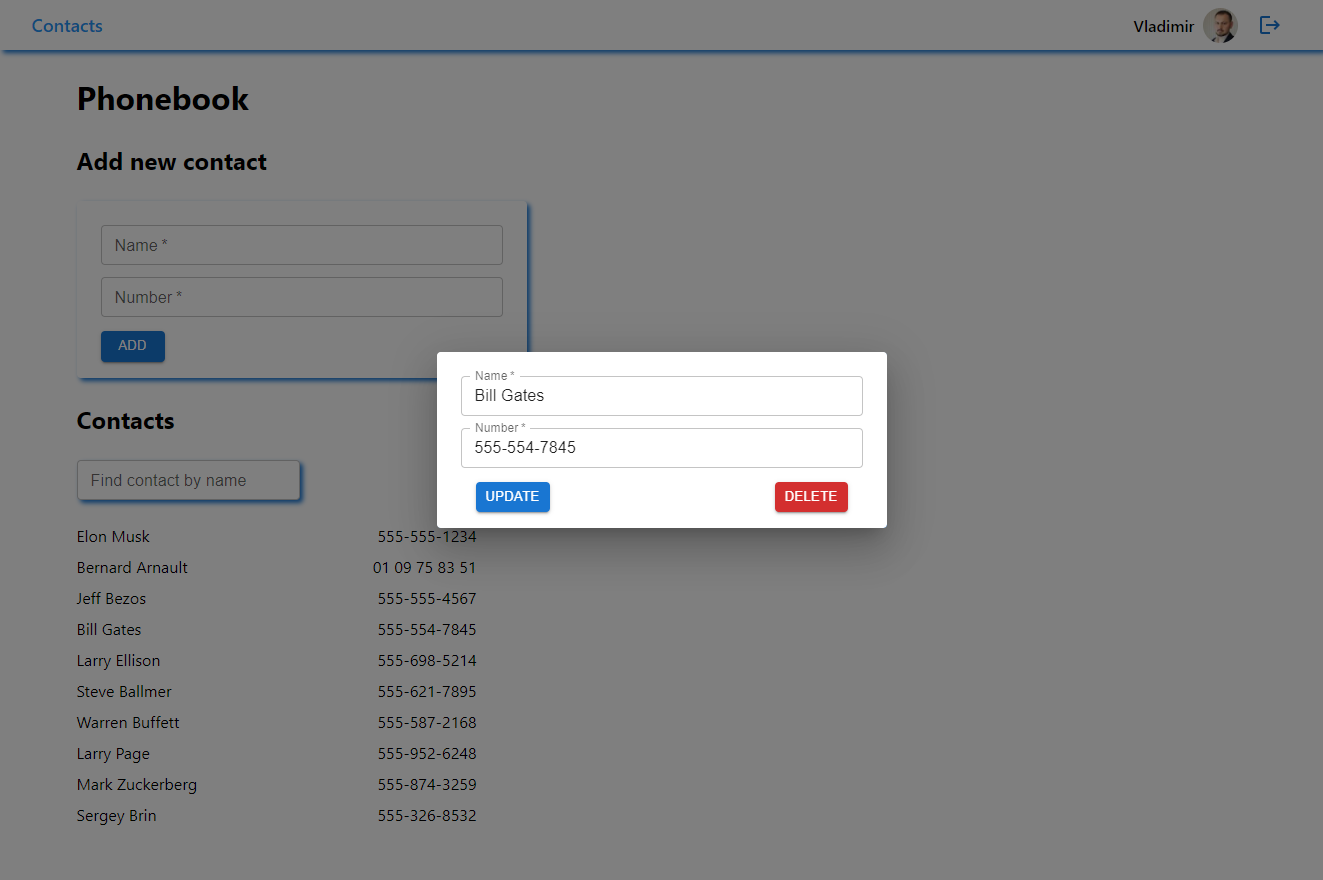 Contacts
Vladimir
Phonebook
Add new contact
Name *
Number *
ADD
Name *
Bill Gates
Number *
555-554-7845
UPDATE
DELETE
Contacts
Find contact by name
Elon Musk 555-555-1234
Bernard Arnault 01 09 75 83 51
Jeff Bezos 555-555-4567
Bill Gates 555-554-7845
Larry Ellison 555-698-5214
Steve Ballmer 555-621-7895
Warren Buffett 555-587-2168
Larry Page 555-952-6248
Mark Zuckerberg 555-874-3259
Sergey Brin 555-326-8532